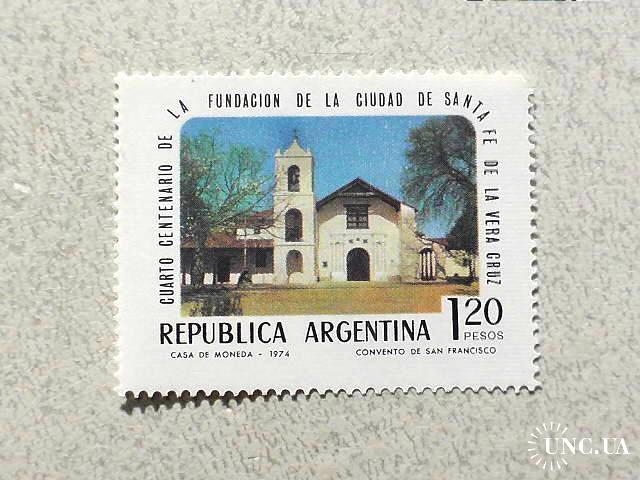 CUARTO CENTENARIO DE LA FUNDACION DE LA CIUDAD DE SANTA FE DE LA VERA CRUZ
REPUBLICA ARGENTINA 1,20
PESOS
CASA DE MONEDA - 1974 CONVENTO DE SAN FRANCISCO
UNC.UA